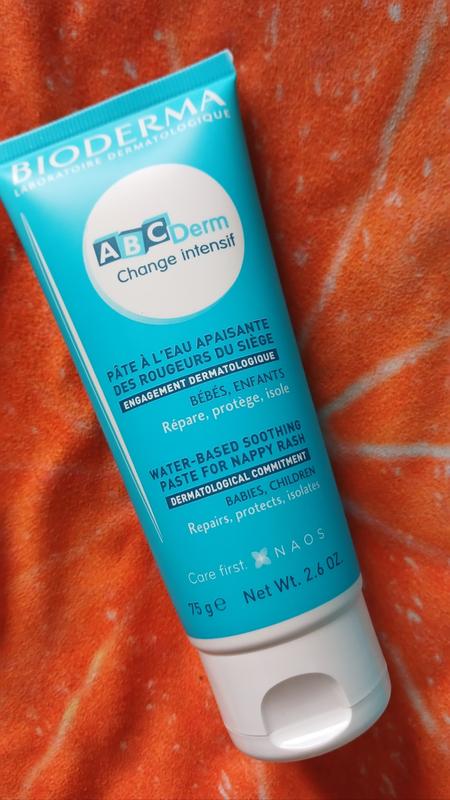 BIODERMA
LABORATOIRE DERMATOLOGIQUE
ABCDerm
Change intensif
PÂTE À L'EAU APAISANTE
DES ROUGEURS DU SIÈGE
ENGAGEMENT DERMATOLOGIQUE
BÉBÉS, ENFANTS
Répare, protège, isole
WATER-BASED SOOTHING
PASTE FOR NAPPY RASH
DERMATOLOGICAL COMMITMENT
BABIES, CHILDREN
Repairs, protects, isolates
Care first. NAOS
75 g℮ Net Wt. 2.6 OZ.